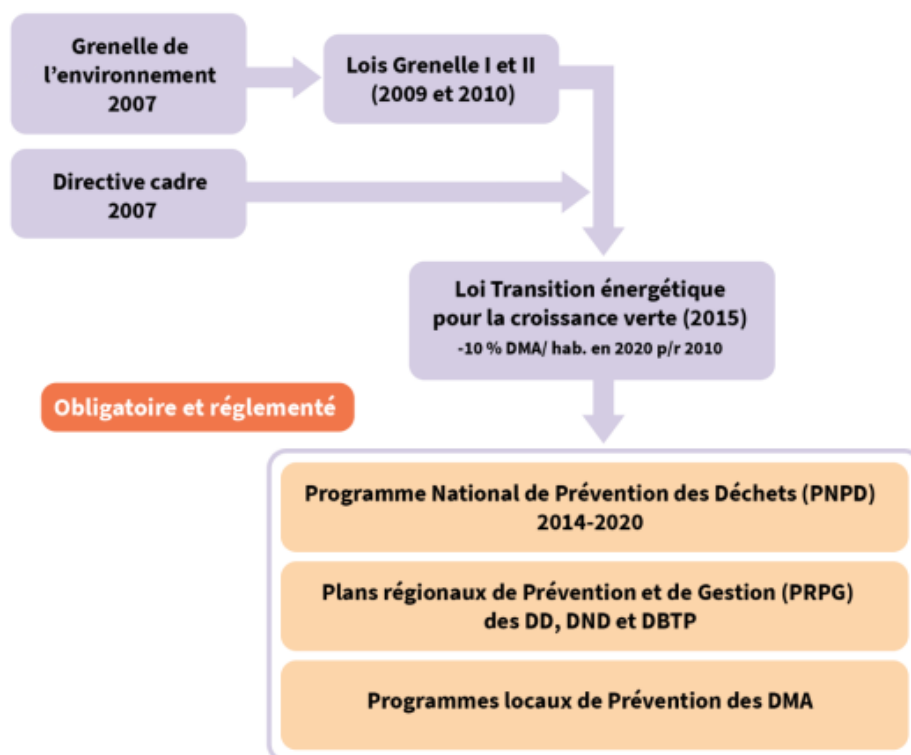 Grenelle de
l’environnement
2007
Lois Grenelle I et II
(2009 et 2010)
Directive cadre
2007
Loi Transition énergétique
pour la croissance verte (2015)
-10 % DMA/ hab. en 2020 p/r 2010
Obligatoire et réglementé
Programme National de Prévention des Déchets (PNPD)
2014-2020
Plans régionaux de Prévention et de Gestion (PRPG)
des DD, DND et DBTP
Programmes locaux de Prévention des DMA